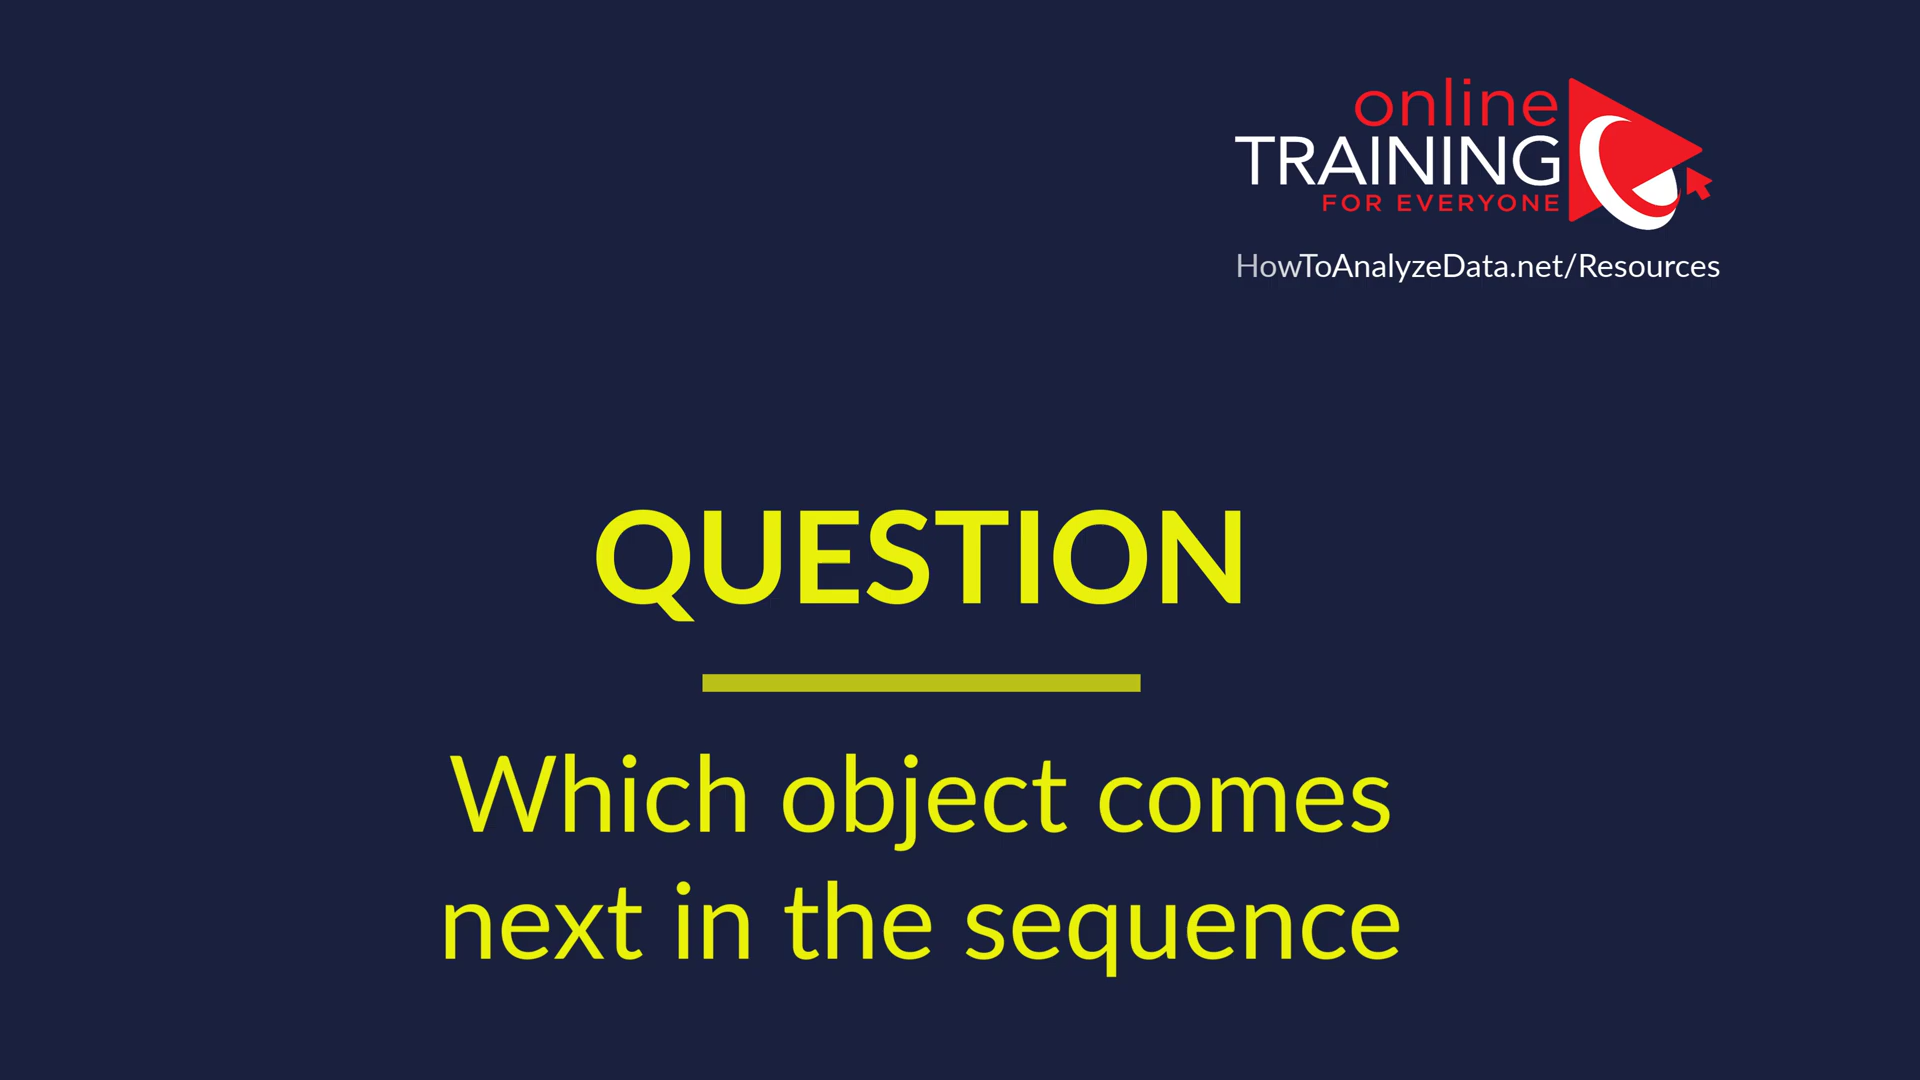 online
TRAINING
FOR EVERYONE
HowToAnalyzeData.net/Resources
QUESTION
Which object comes
next in the sequence